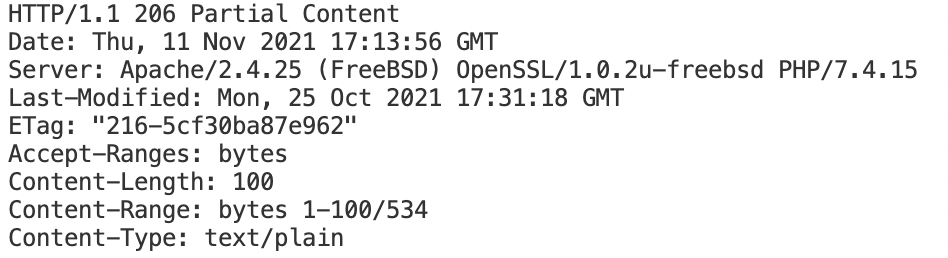 HTTP/1.1 206 Partial Content
Date: Thu, 11 Nov 2021 17:13:56 GMT
Server: Apache/2.4.25 (FreeBSD) OpenSSL/1.0.2u-freebsd PHP/7.4.15
Last-Modified: Mon, 25 Oct 2021 17:31:18 GMT
ETag: "216-5cf30ba87e962"
Accept-Ranges: bytes
Content-Length: 100
Content-Range: bytes 1-100/534
Content-Type: text/plain